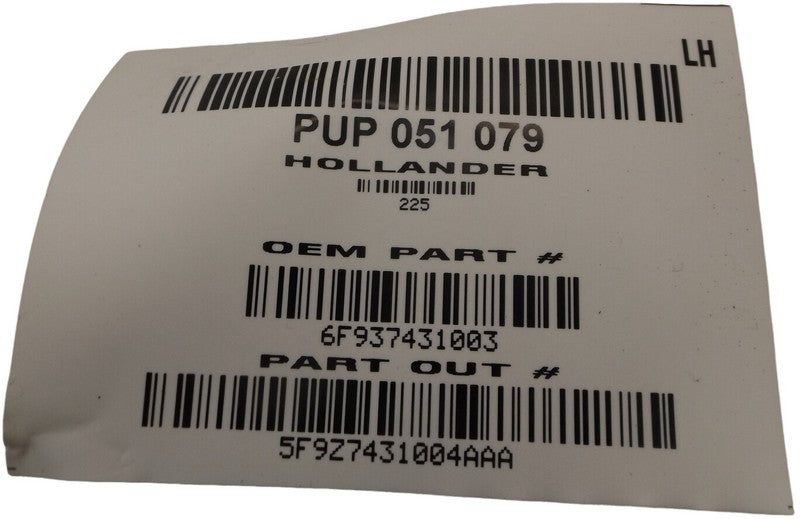 LH
PUP 051 079
HOLLANDER
225
OEM PART #
6F937431003
PART OUT #
5F9Z7431004AAA